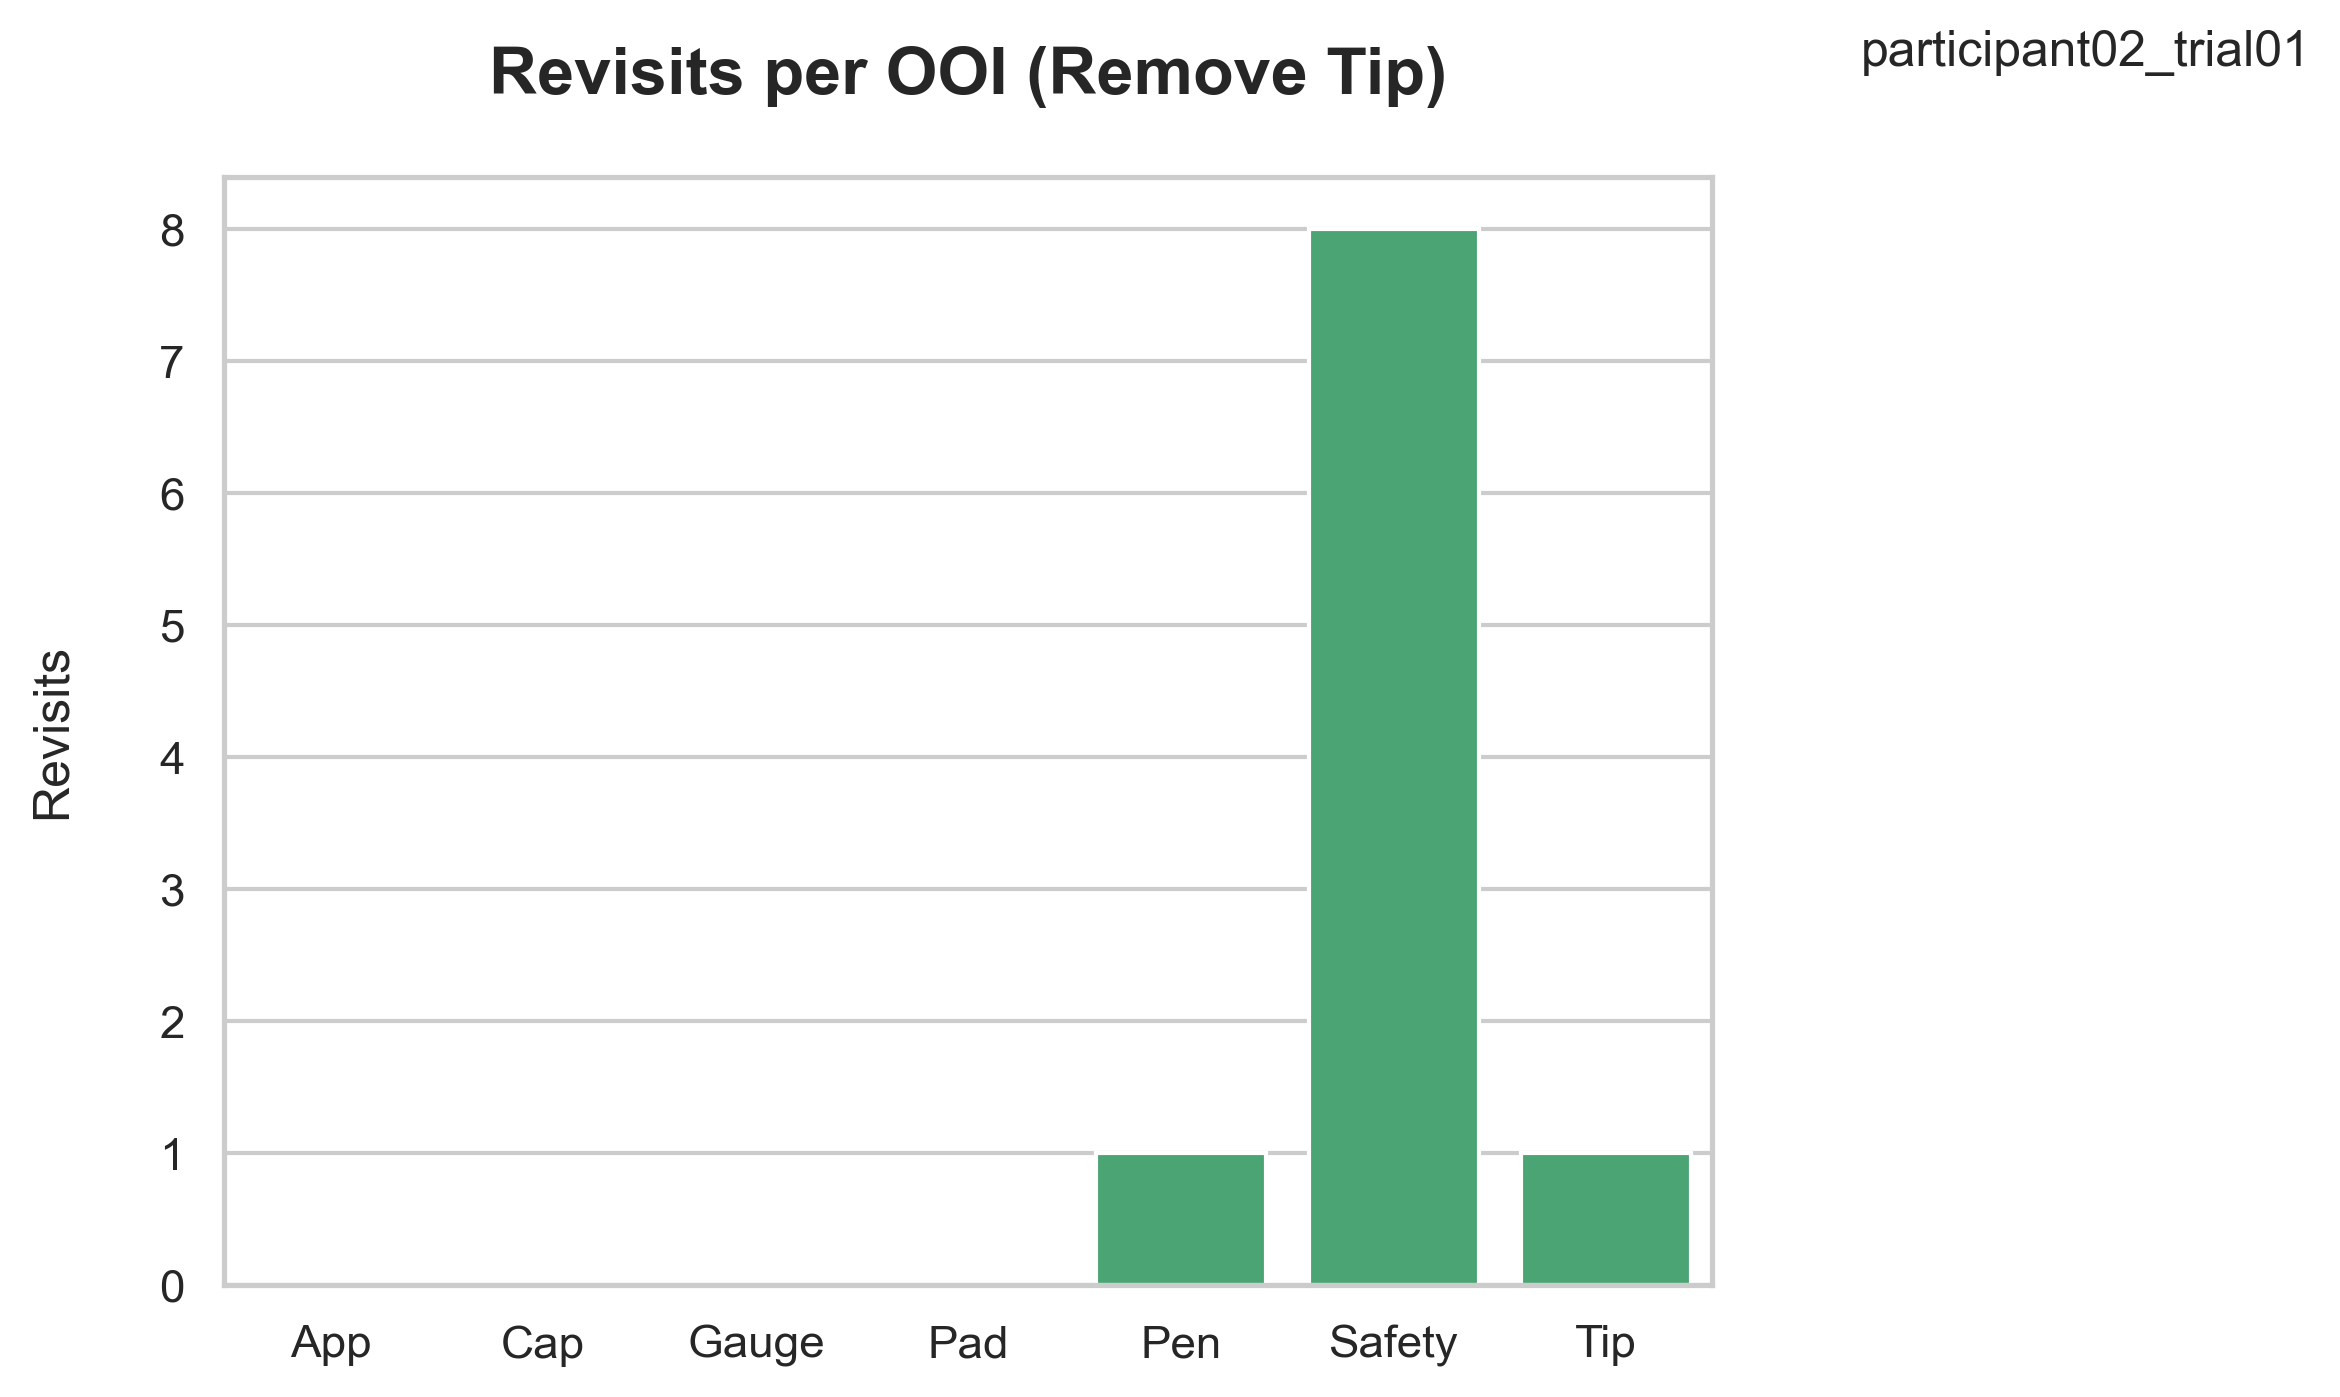 participant02_trial01
Revisits per OOI (Remove Tip)
Revisits
8
7
6
5
4
3
2
1
0
App Cap Gauge Pad Pen Safety Tip